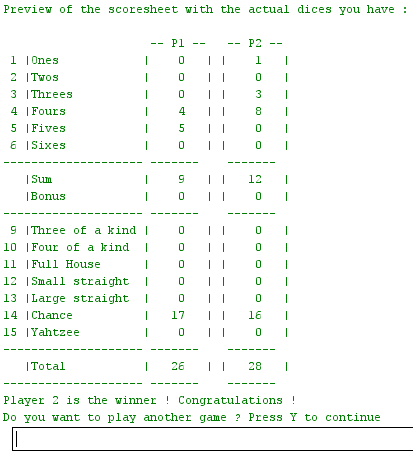 Preview of the scoresheet with the actual dices you have :
-- P1 -- -- P2 --
1 |Ones | 0 | | 1 |
2 |Twos | 0 | | 0 |
3 |Threes | 0 | | 3 |
4 |Fours | 4 | | 8 |
5 |Fives | 5 | | 0 |
6 |Sixes | 0 | | 0 |
------------------- ------- -------
|Sum | 9 | | 12 |
|Bonus | 0 | | 0 |
------------------- ------- -------
9 |Three of a kind | 0 | | 0 |
10 |Four of a kind | 0 | | 0 |
11 |Full House | 0 | | 0 |
12 |Small straight | 0 | | 0 |
13 |Large straight | 0 | | 0 |
14 |Chance | 17 | | 16 |
15 |Yahtzee | 0 | | 0 |
------------------- ------- -------
|Total | 26 | | 28 |
------------------- ------- -------
Player 2 is the winner ! Congratulations !
Do you want to play another game ? Press Y to continue